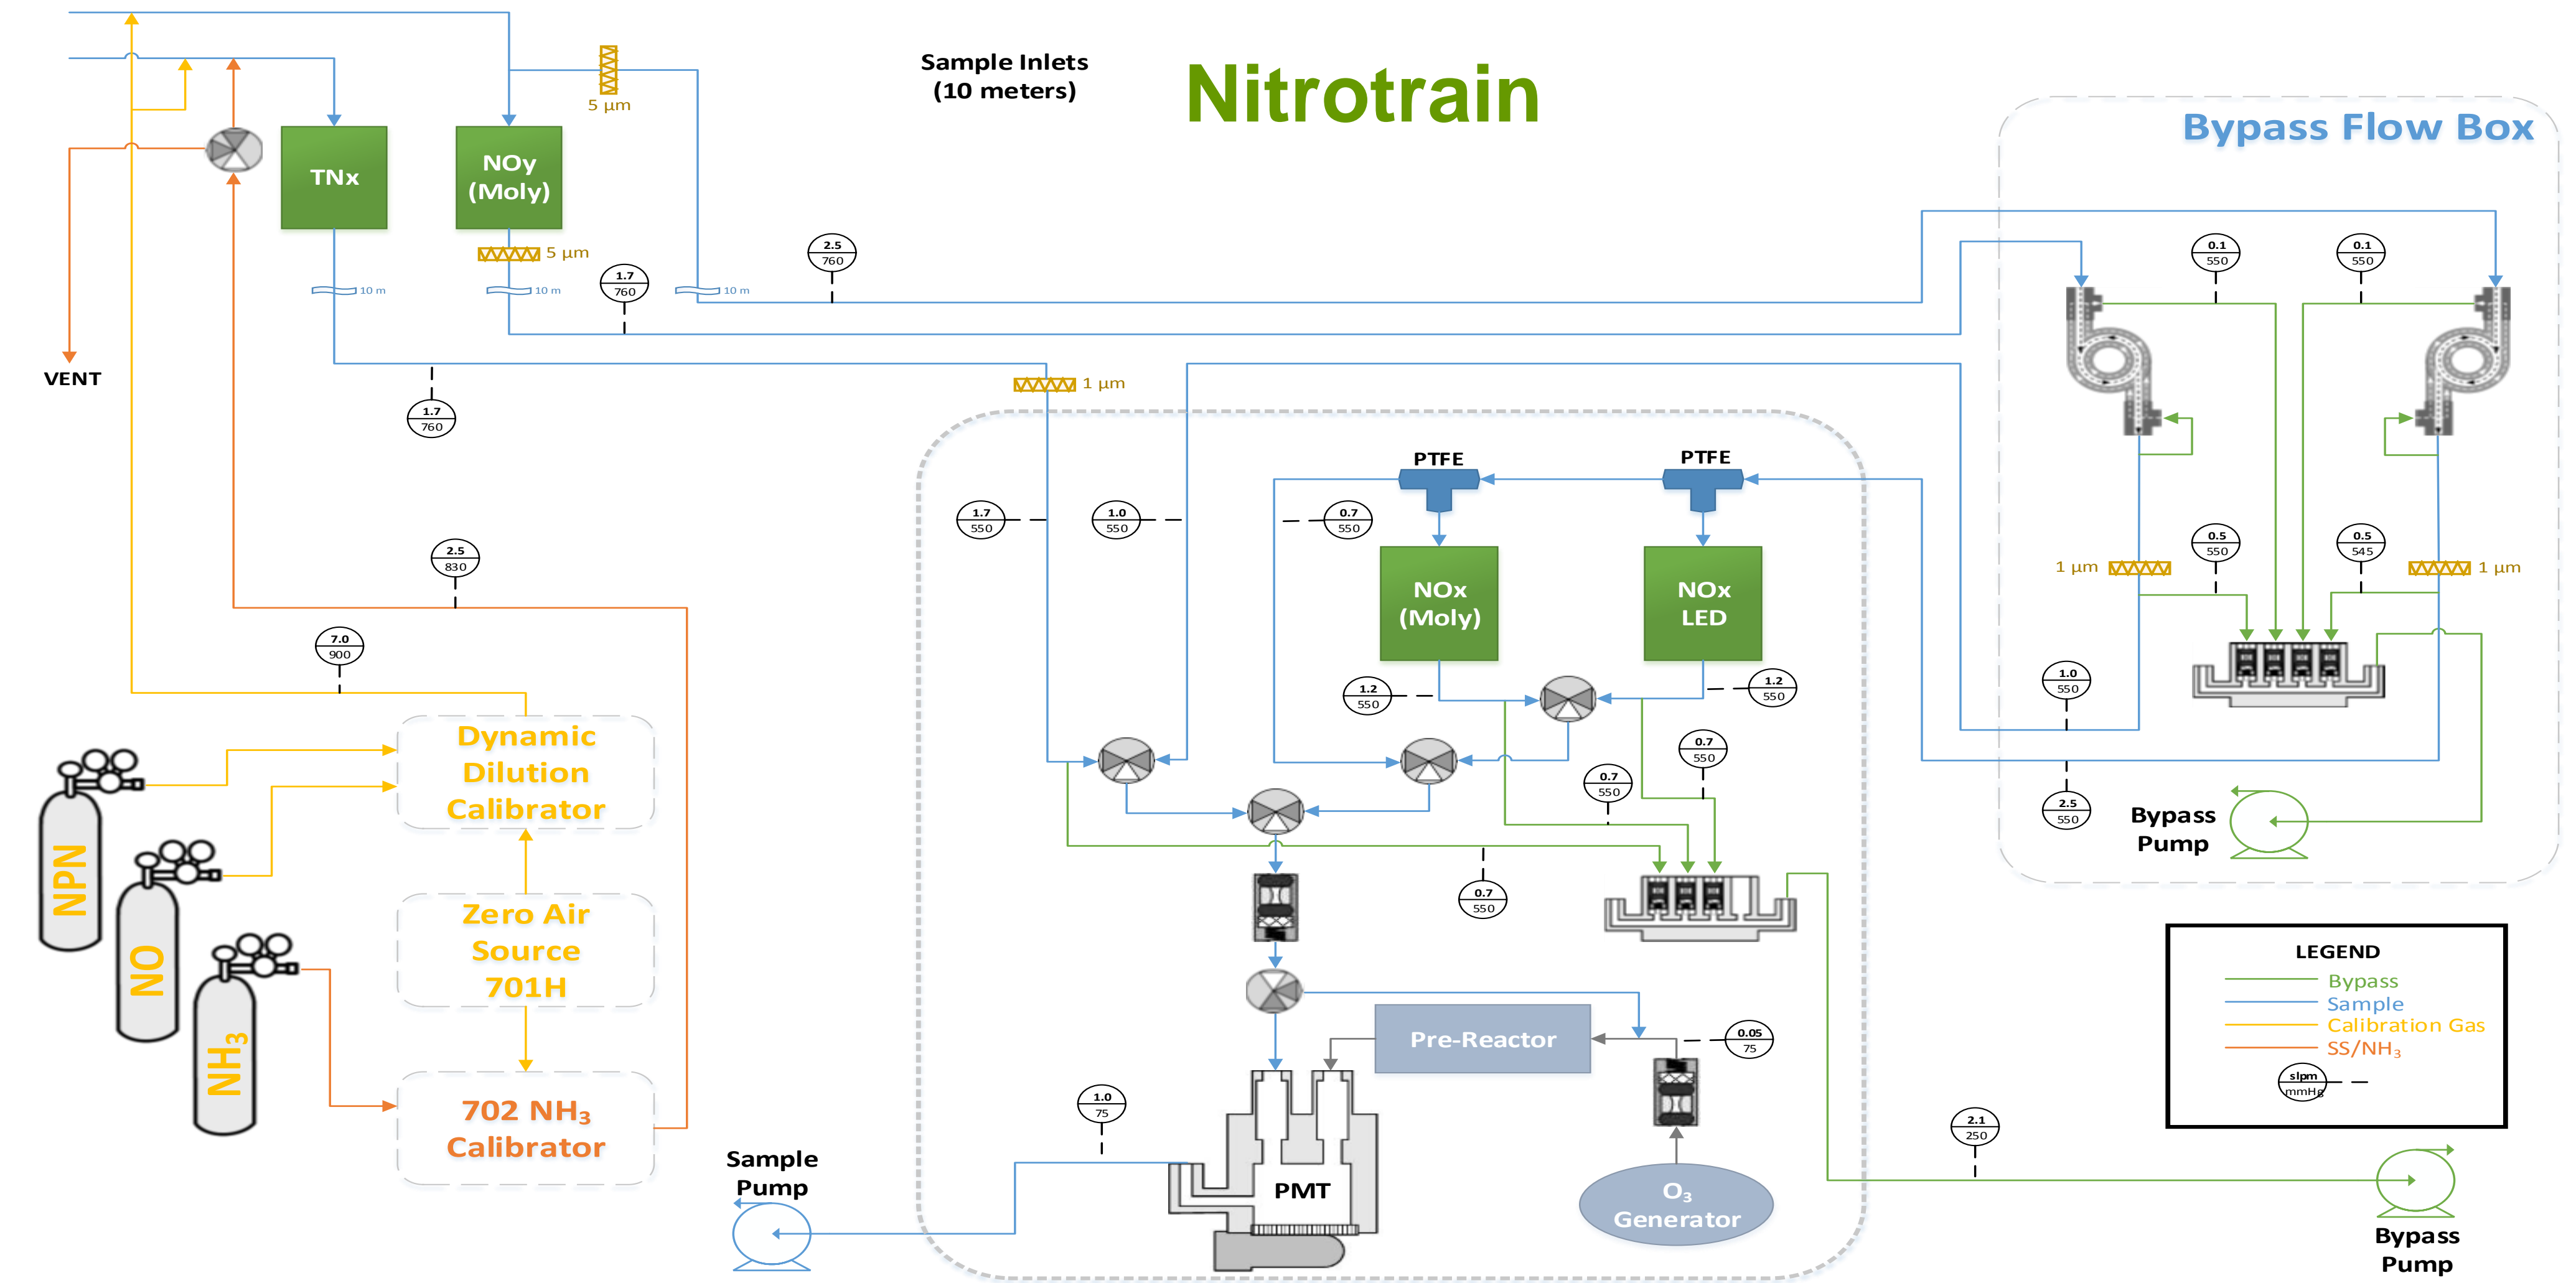 Nitrotrain
Sample Inlets
(10 meters)
Bypass Flow Box
5 µm
TNx
NOy
(Moly)
5 µm
10 m
10 m
10 m
1.7
760
2.5
760
0.1
550
0.1
550
VENT
1.7
760
1 µm
PTFE
PTFE
1.7
550
1.0
550
0.7
550
NOx
(Moly)
NOx
LED
0.5
550
0.5
545
1 µm
1 µm
2.5
830
7.0
900
1.2
550
1.2
550
1.0
550
0.7
550
0.7
550
2.5
550
Bypass
Pump
Dynamic
Dilution
Calibrator
NPN
NO
NH₃
Zero Air
Source
701H
702 NH₃
Calibrator
0.7
550
Pre-Reactor
0.05
75
1.0
75
Sample
Pump
PMT
O₃
Generator
2.1
250
Bypass
Pump
LEGEND
Bypass
Sample
Calibration Gas
SS/NH₃
slpm
mmHg